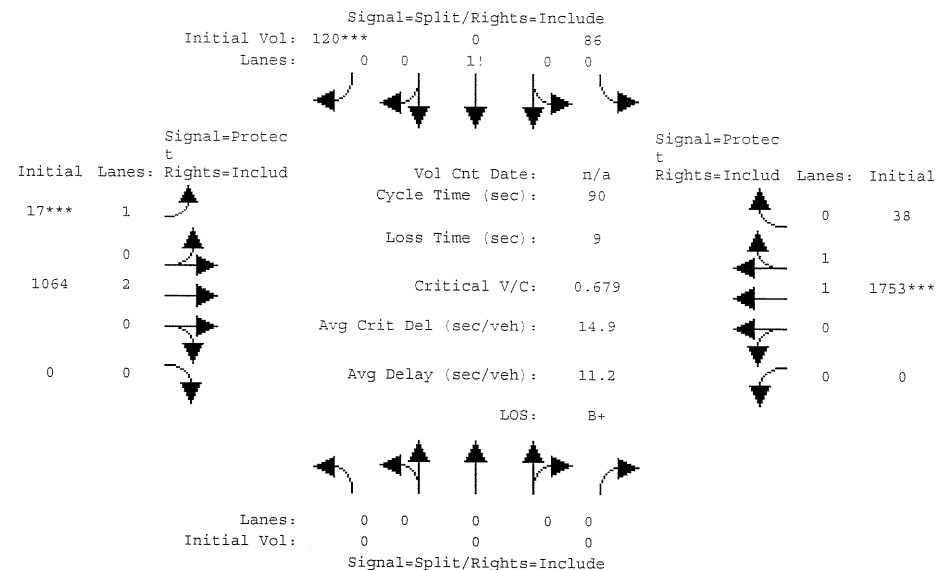 Signal=Split/Rights=Include
Initial Vol: 120*** 0 86
Lanes: 0 0 1! 0 0
Signal=Protec
t
Initial Lanes: Rights=Includ
Signal=Protec
t
Rights=Includ Lanes: Initial
Vol Cnt Date: n/a
Cycle Time (sec): 90
17*** 1
0 38
Loss Time (sec): 9
0
1
1064 2
Critical V/C: 0.679
1 1753***
0
Avg Crit Del (sec/veh): 14.9
0
0 0
Avg Delay (sec/veh): 11.2
0 0
LOS: B+
Lanes: 0 0 0 0 0
Initial Vol: 0 0 0
Signal=Split/Rights=Include